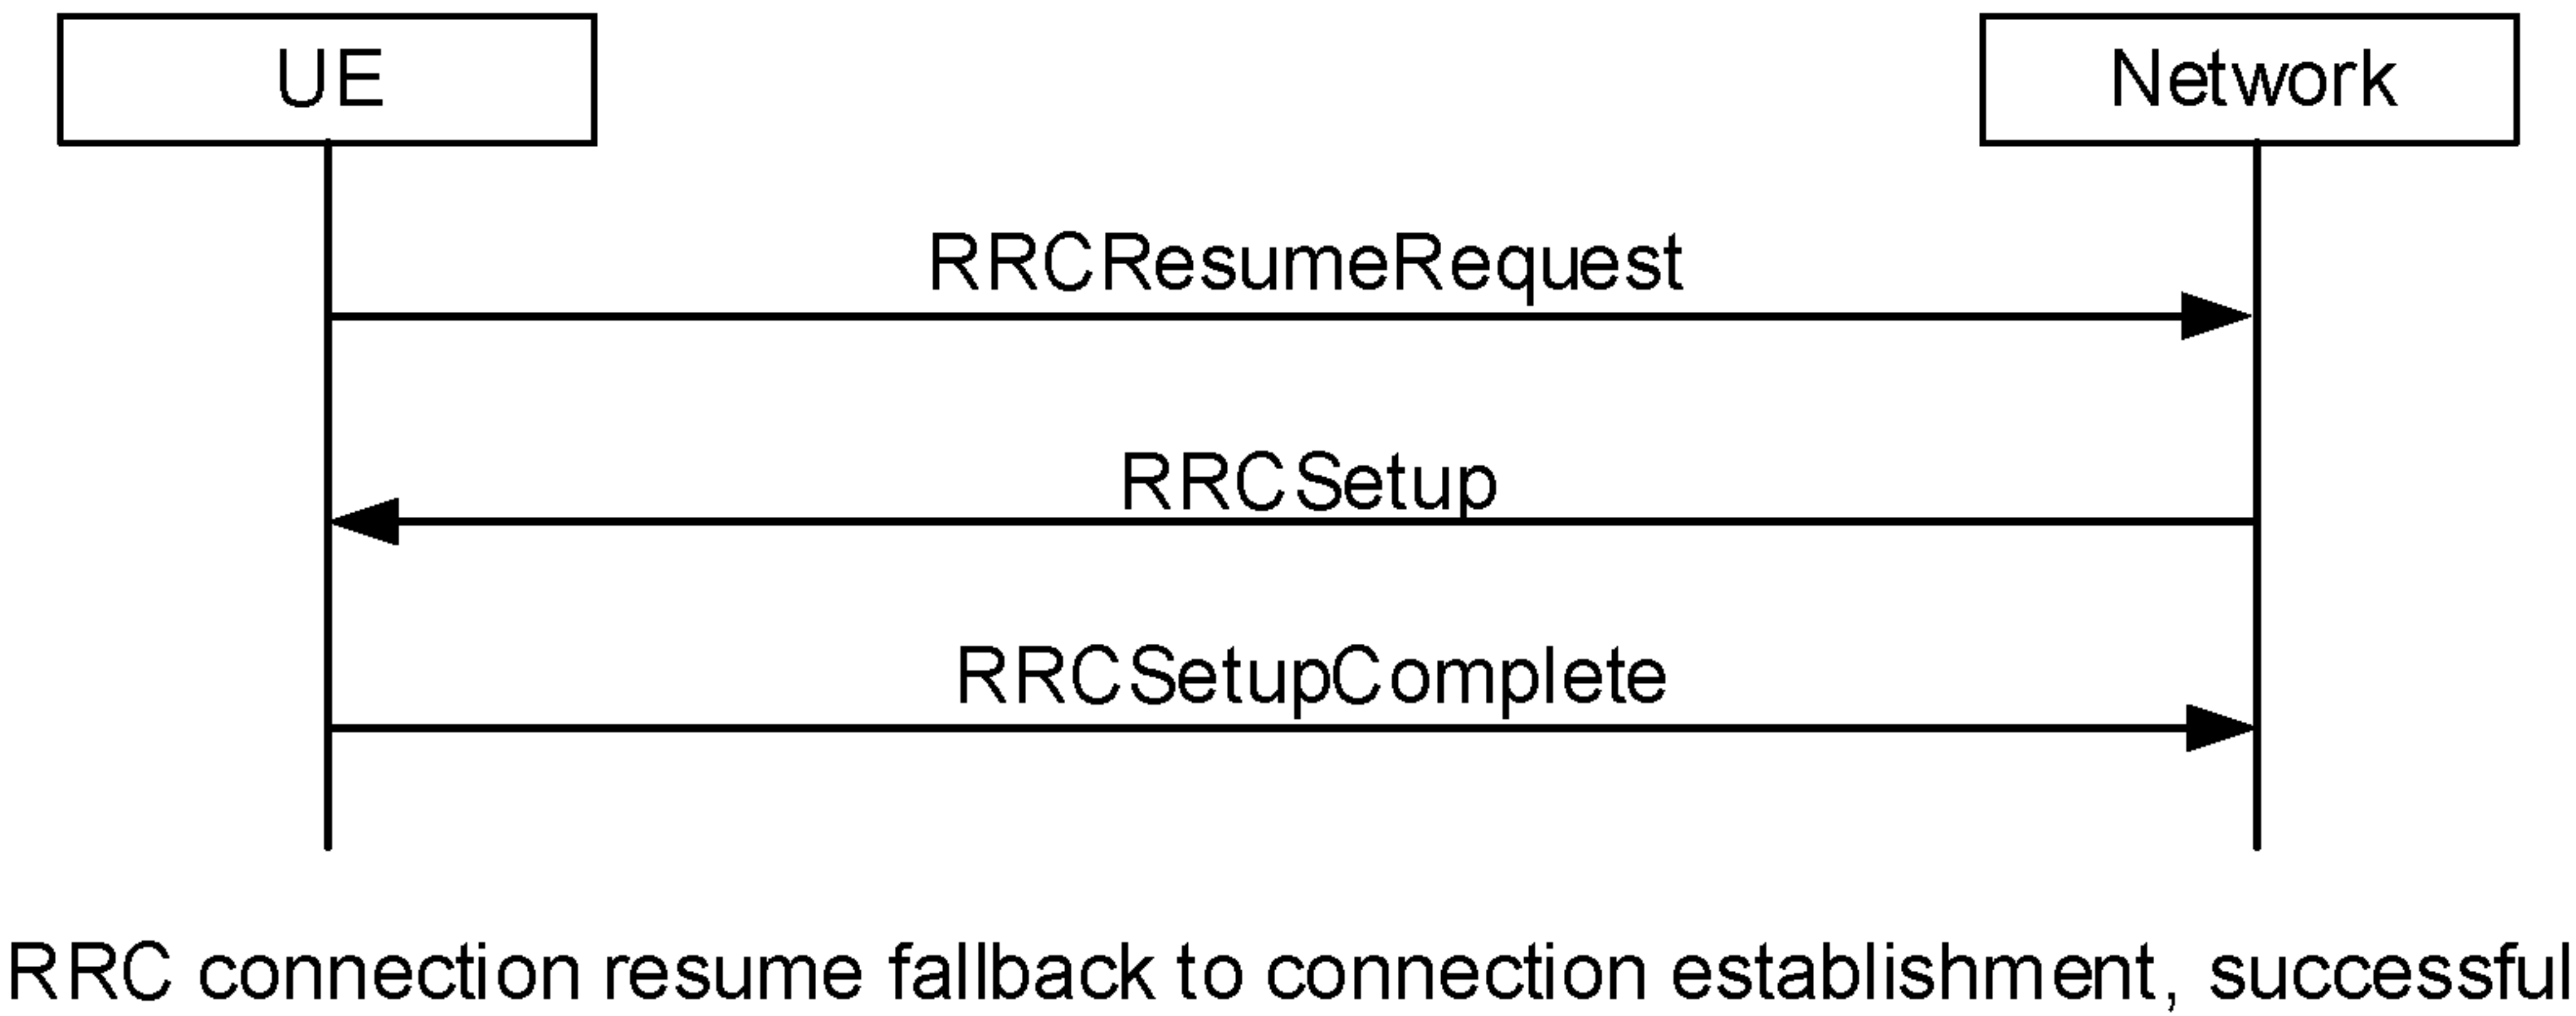 UE
Network
RRCResumeRequest
RRCSetup
RRCSetupComplete
RRC connection resume fallback to connection establishment, successful